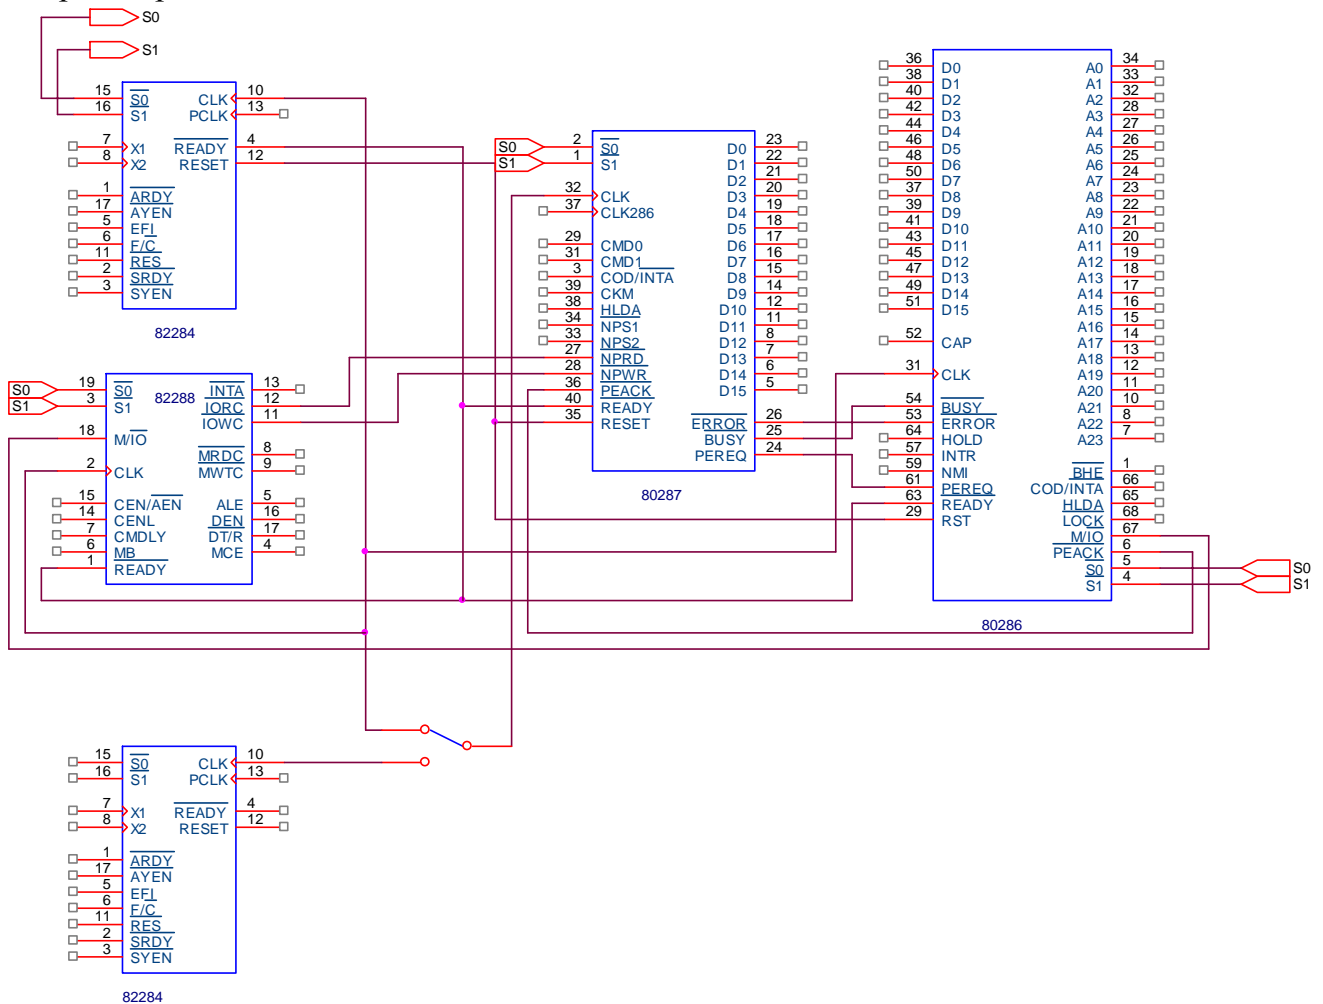 S0
S1
15 S0 CLK 10
16 S1 PCLK 13
7 X1 READY 4
8 X2 RESET 12
1 ARDY
17 AYEN
5 EFI
6 F/C
11 RES
2 SRDY
3 SYEN
82284
S0 19 S0 82288 INTA 13
S1 3 S1 IORC 12
IOWC 11
18 M/IO
MRDC 8
2 CLK MWTC 9
15 CEN/AEN ALE 5
14 CENL DEN 16
7 CMDLY DT/R 17
6 MB MCE 4
1 READY
S0 2 S0 D0 23
S1 1 S1 D1 22
D2 21
32 CLK D3 20
37 CLK286 D4 19
D5 18
29 CMD0 D6 17
31 CMD1 D7 16
3 COD/INTA D8 15
39 CKM D9 14
38 HLDA D10 12
34 NPS1 D11 11
33 NPS2 D12 8
27 NPRD D13 7
28 NPWR D14 6
36 PEACK D15 5
40 READY
35 RESET ERROR 26
BUSY 25
PEREQ 24
80287
36 D0 A0 34
38 D1 A1 33
40 D2 A2 32
42 D3 A3 28
44 D4 A4 27
46 D5 A5 26
48 D6 A6 25
50 D7 A7 24
37 D8 A8 23
39 D9 A9 22
41 D10 A10 21
43 D11 A11 20
45 D12 A12 19
47 D13 A13 18
49 D14 A14 17
51 D15 A15 16
A16 15
52 CAP A17 14
A18 13
31 CLK A19 12
A20 11
54 BUSY A21 10
53 ERROR A22 8
64 HOLD A23 7
57 INTR
59 NMI BHE 1
61 PEREQ COD/INTA 66
63 READY HLDA 65
29 RST LOCK 68
M/IO 67
PEACK 6
S0 5 S0
S1 4 S1
80286
15 S0 CLK 10
16 S1 PCLK 13
7 X1 READY 4
8 X2 RESET 12
1 ARDY
17 AYEN
5 EFI
6 F/C
11 RES
2 SRDY
3 SYEN
82284